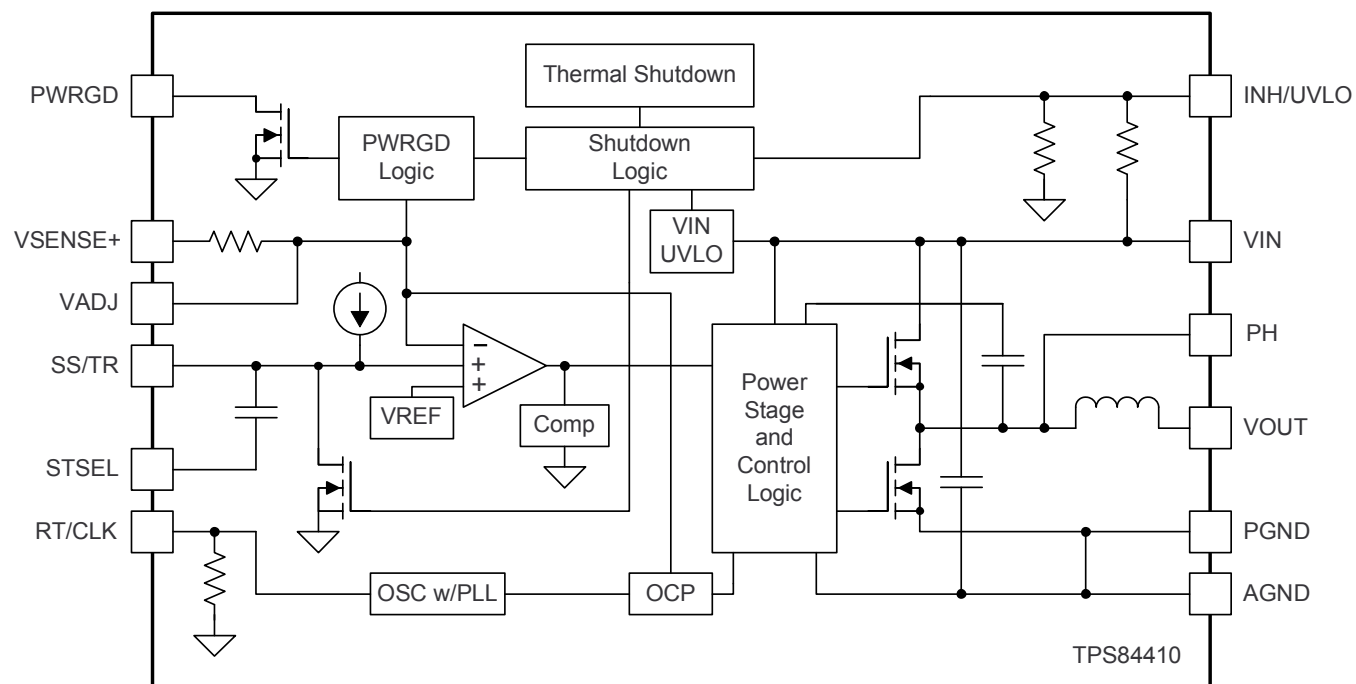 Thermal Shutdown
PWRGD
INH/UVLO
PWRGD
Logic
Shutdown
Logic
VSENSE+
VIN
UVLO
VIN
VADJ
PH
SS/TR
−
+
+
VREF
Comp
Power
Stage
and
Control
Logic
VOUT
STSEL
RT/CLK
PGND
OSC w/PLL
OCP
AGND
TPS84410